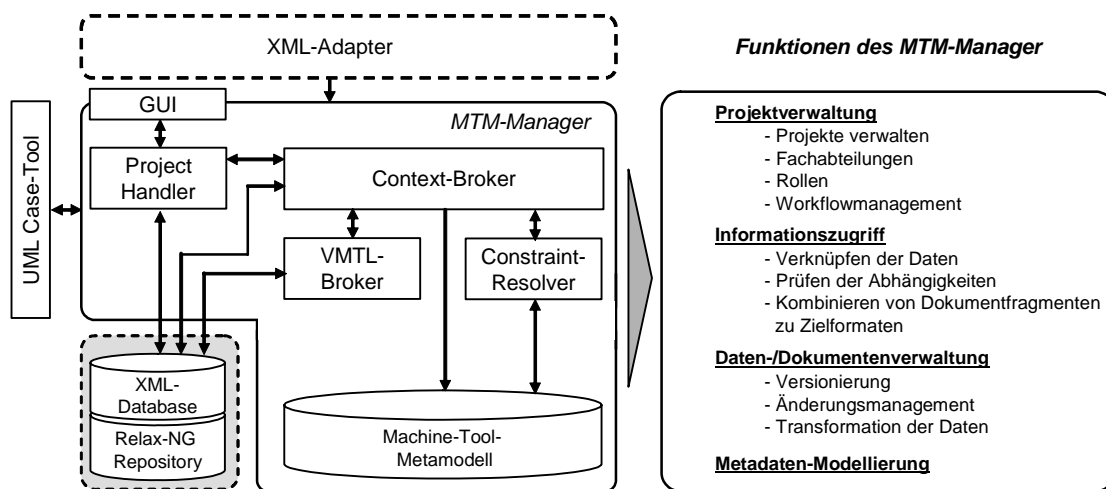 XML-Adapter
Funktionen des MTM-Manager
GUI
MTM-Manager
UML Case-Tool
Project
Handler
Context-Broker
VMTL-
Broker
Constraint-
Resolver
XML-
Database
Relax-NG
Repository
Machine-Tool-
Metamodell
Projektverwaltung
- Projekte verwalten
- Fachabteilungen
- Rollen
- Workflowmanagement
Informationszugriff
- Verknüpfen der Daten
- Prüfen der Abhängigkeiten
- Kombinieren von Dokumentfragmenten
zu Zielformaten
Daten-/Dokumentenverwaltung
- Versionierung
- Änderungsmanagement
- Transformation der Daten
Metadaten-Modellierung